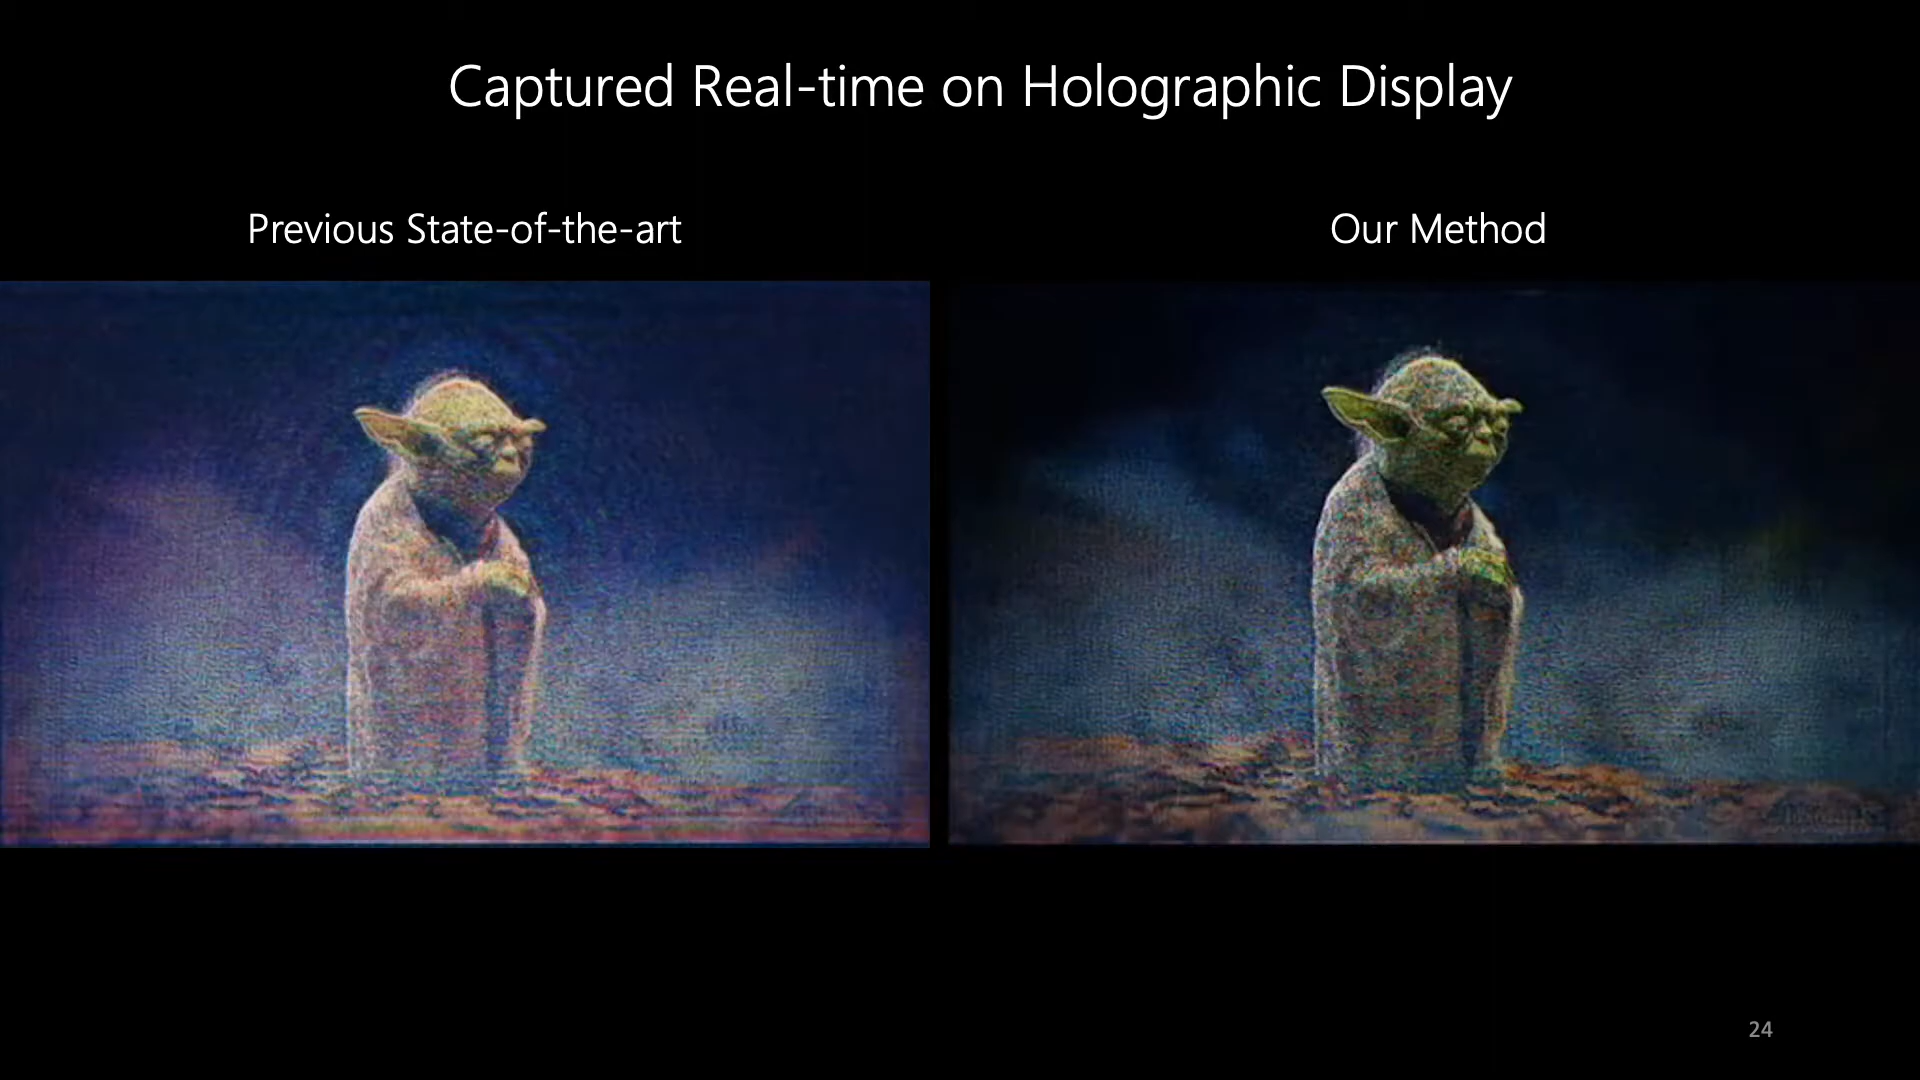 Captured Real-time on Holographic Display
Previous State-of-the-art
Our Method
24